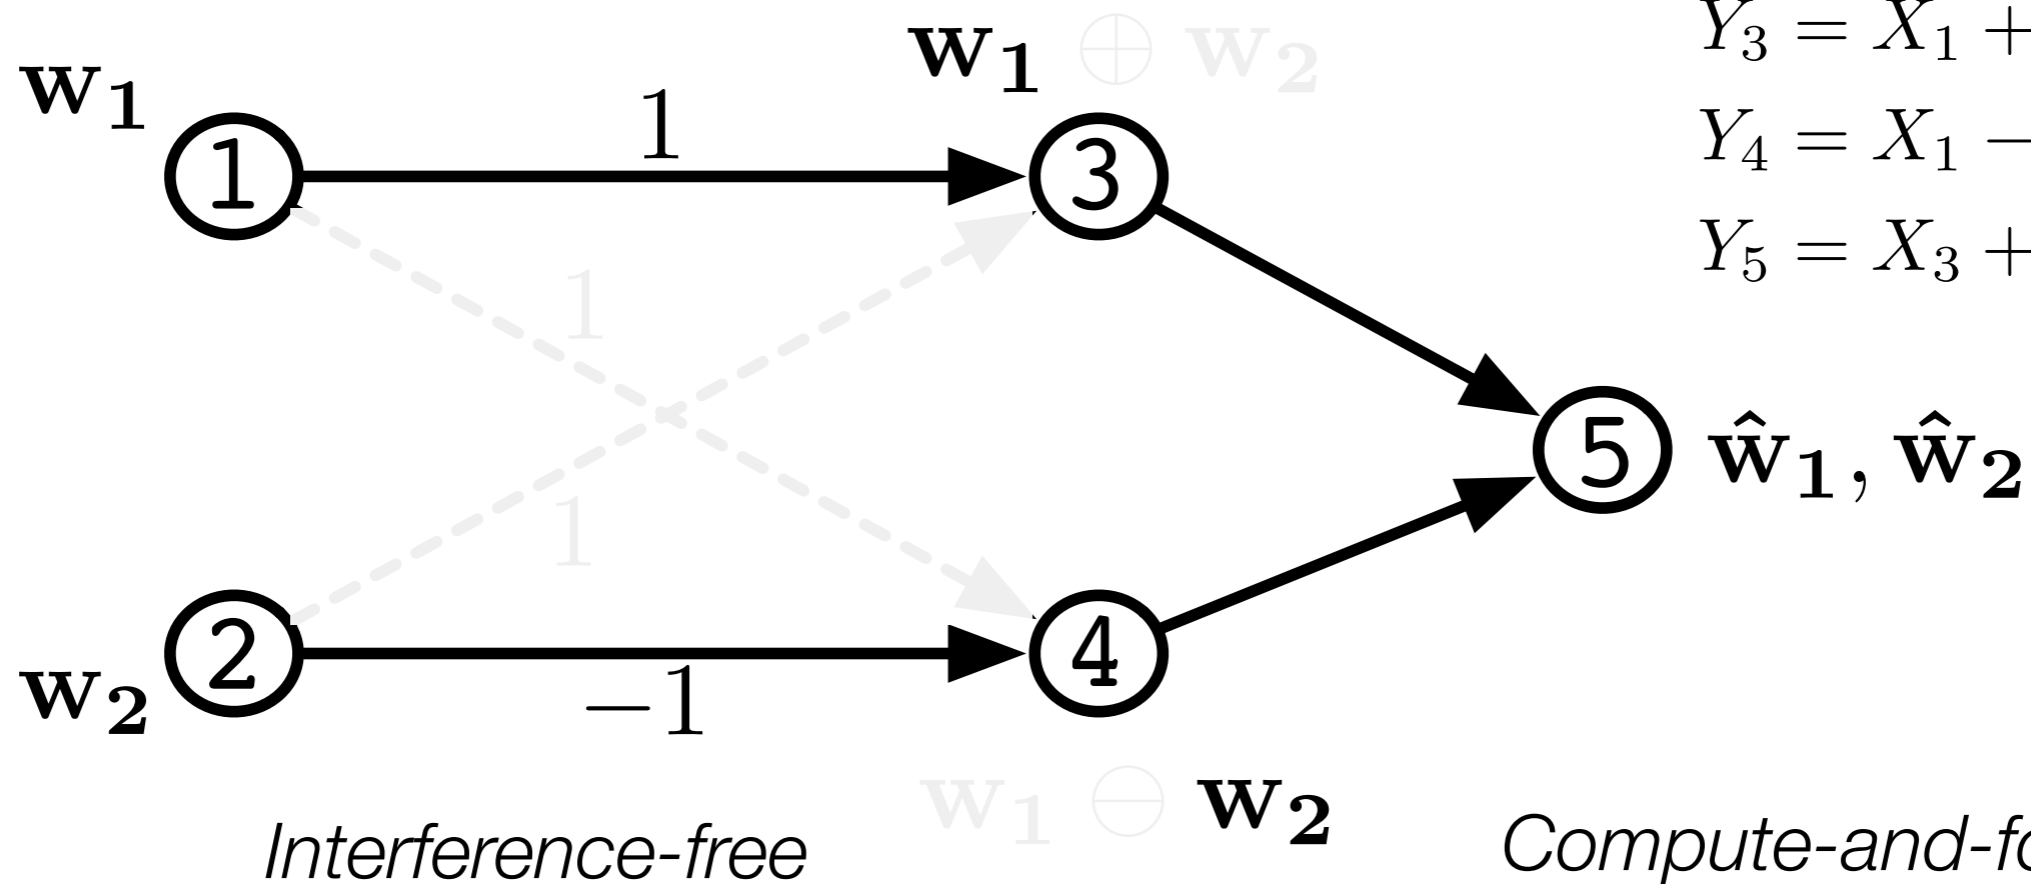 w₁
w₁ ⊕ w₂
Y₃ = X₁ +
Y₄ = X₁ −
Y₅ = X₃ +
1
1
3
1
1
5
ŵ₁, ŵ₂
2
4
w₂
−1
w₁ ⊖ w₂
Interference-free
Compute-and-fo